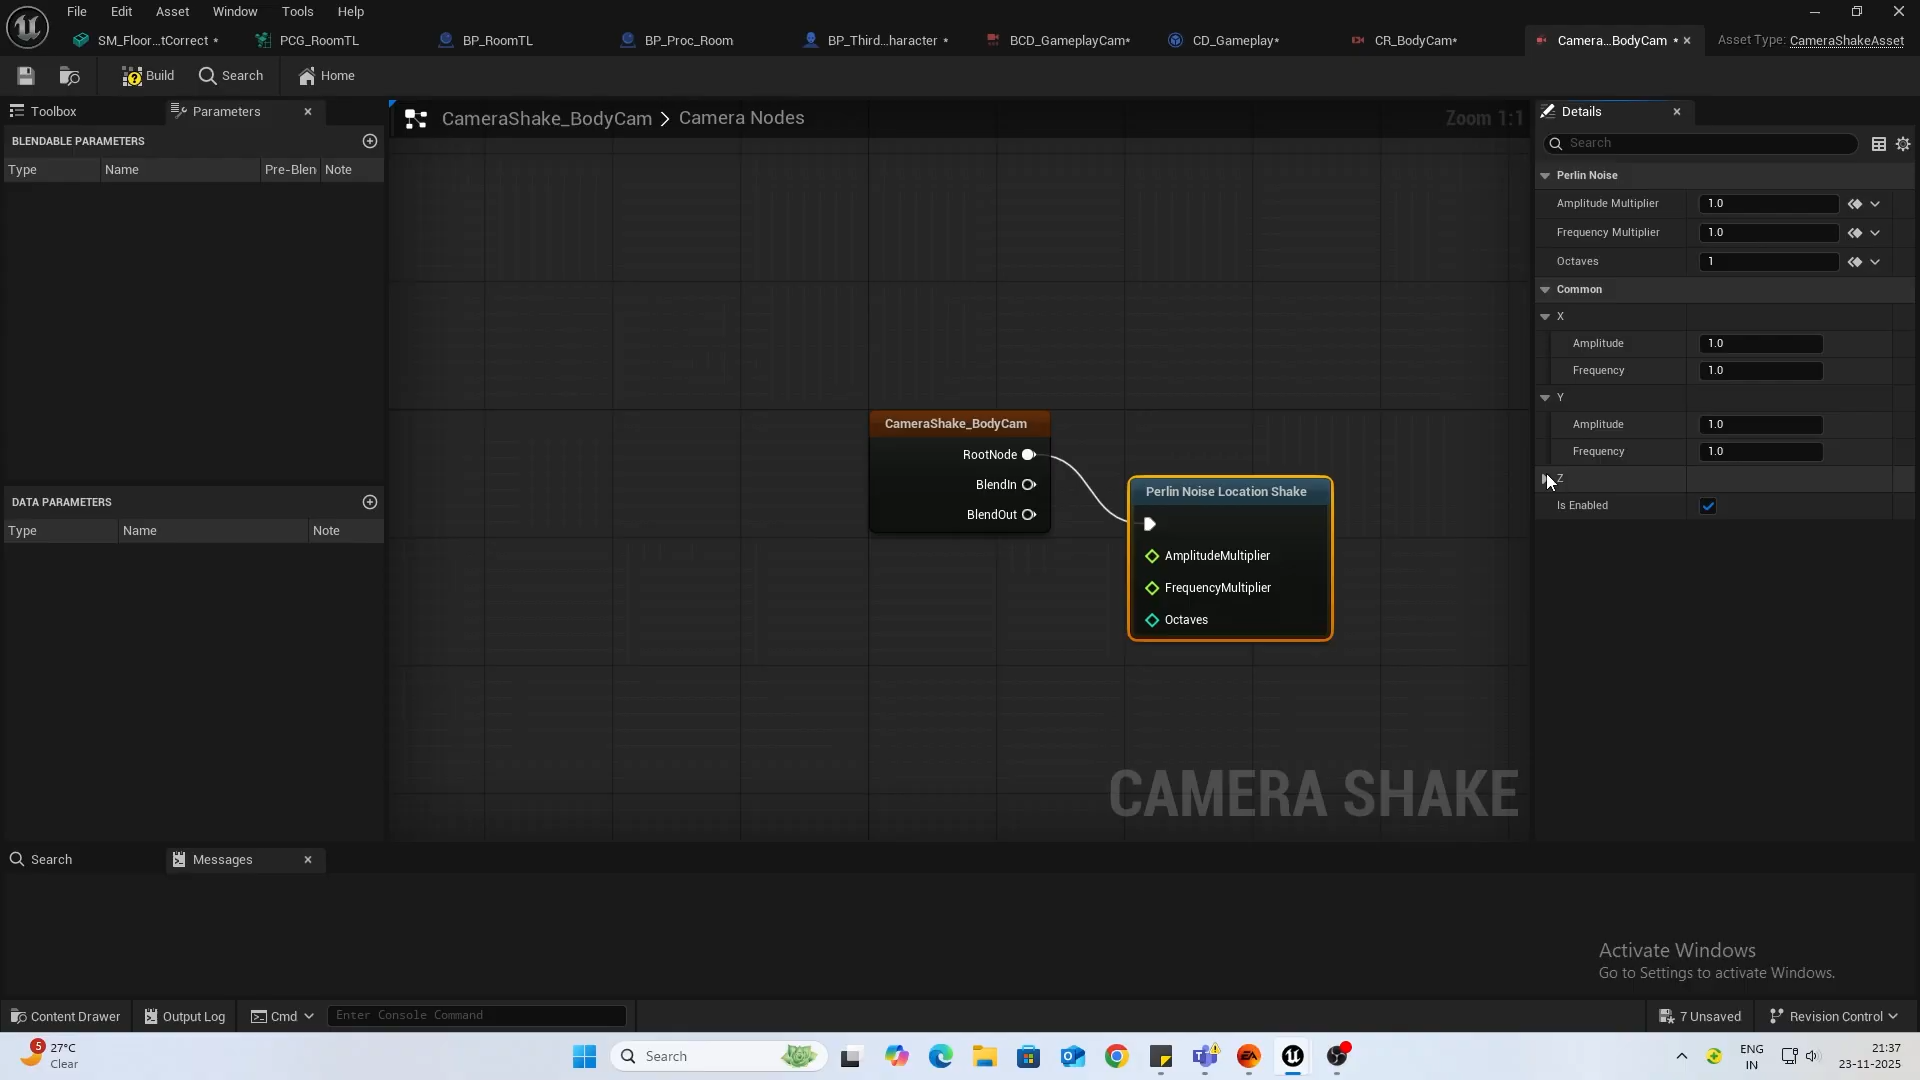 File Edit Asset Window Tools Help
SM_Floor...tCorrect * PCG_RoomTL BP_RoomTL BP_Proc_Room BP_Third...haracter * BCD_GameplayCam* CD_Gameplay* CR_BodyCam* Camera...BodyCam * Asset Type: CameraShakeAsset
Build Search Home
Toolbox Parameters
BLENDABLE PARAMETERS
Type Name Pre-Blen Note
DATA PARAMETERS
Type Name Note
CameraShake_BodyCam > Camera Nodes Zoom 1:1
CameraShake_BodyCam
RootNode
BlendIn
BlendOut
Perlin Noise Location Shake
AmplitudeMultiplier
FrequencyMultiplier
Octaves
CAMERA SHAKE
Details
Search
Perlin Noise
Amplitude Multiplier 1.0
Frequency Multiplier 1.0
Octaves 1
Common
X
Amplitude 1.0
Frequency 1.0
Y
Amplitude 1.0
Frequency 1.0
Z
Is Enabled
Search Messages
Activate Windows
Go to Settings to activate Windows.
Content Drawer Output Log Cmd Enter Console Command 7 Unsaved Revision Control
5 27°C
Clear
Search
EA
ENG
IN
21:37
23-11-2025